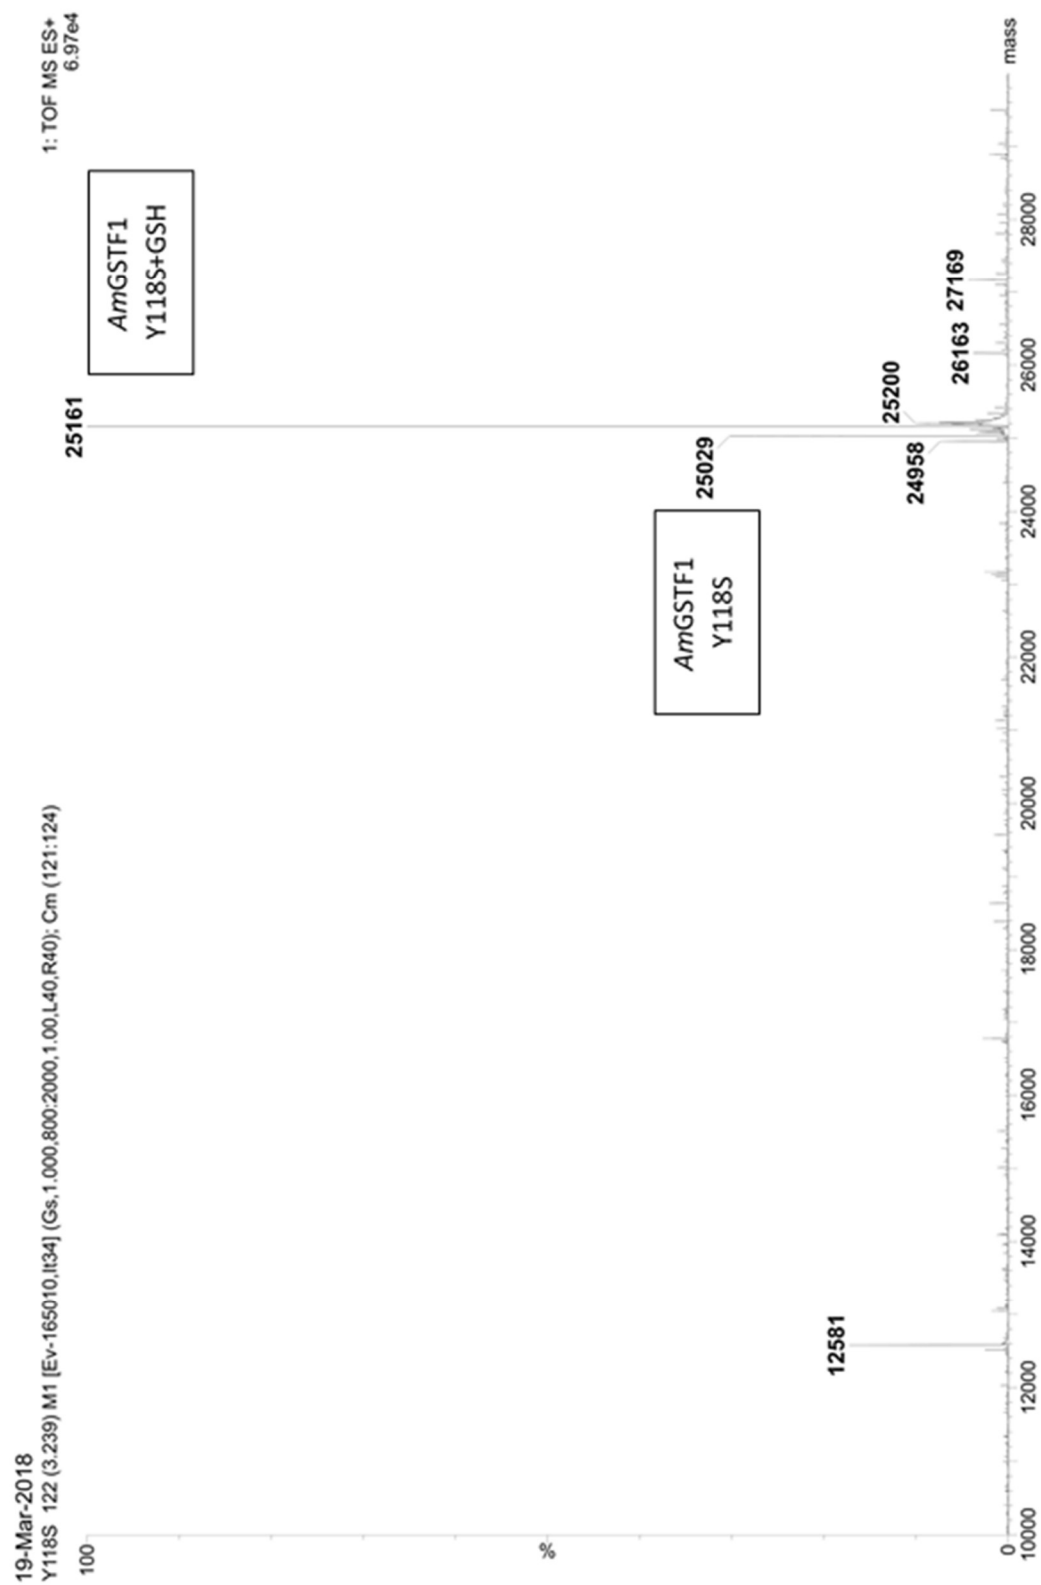 19-Mar-2018
Y118S 122 (3.239) M1 [Ev-165010,It34] (Gs,1.000,800:2000,1.00,L40,R40); Cm (121:124)
1: TOF MS ES+
6.97e4
100
%
0
25161
AmGSTF1
Y118S+GSH
25029
AmGSTF1
Y118S
25200
24958
26163
27169
12581
10000
12000
14000
16000
18000
20000
22000
24000
26000
28000
mass